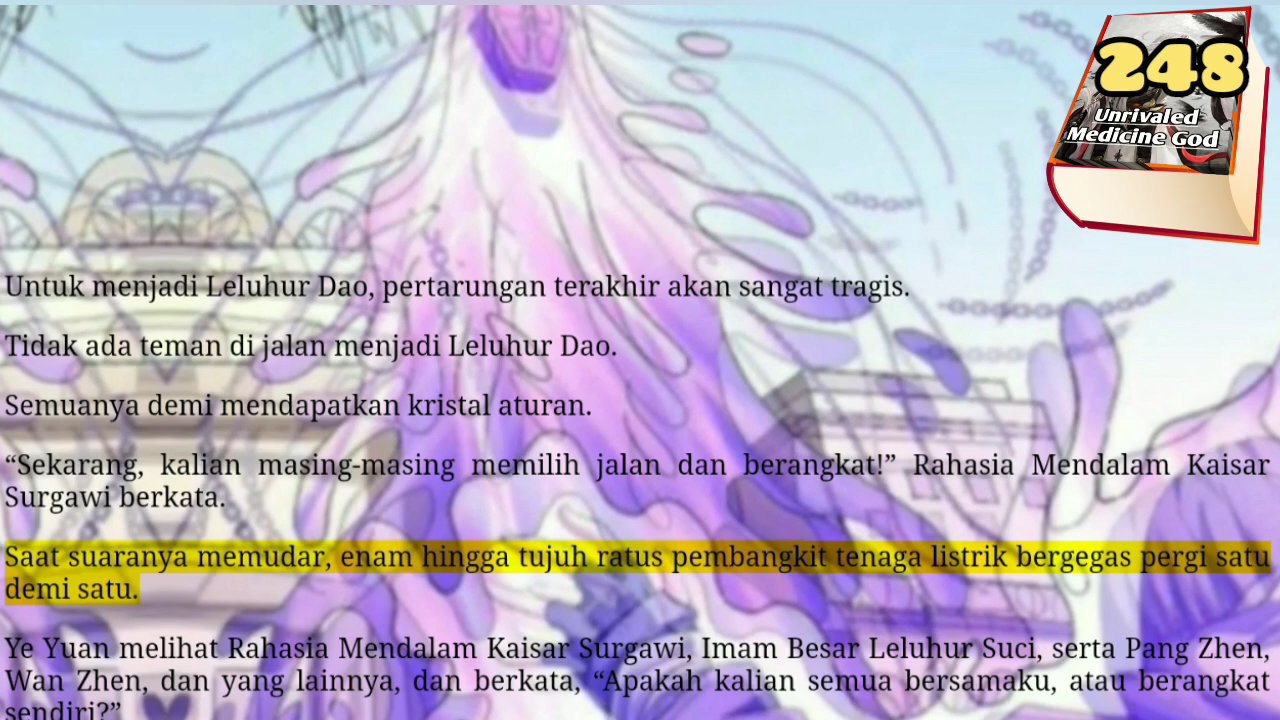 248
Unrivaled
Medicine God
Untuk menjadi Leluhur Dao, pertarungan terakhir akan sangat tragis.
Tidak ada teman di jalan menjadi Leluhur Dao.
Semuanya demi mendapatkan kristal aturan.
“Sekarang, kalian masing-masing memilih jalan dan berangkat!” Rahasia Mendalam Kaisar
Surgawi berkata.
Saat suaranya memudar, enam hingga tujuh ratus pembangkit tenaga listrik bergegas pergi satu
demi satu.
Ye Yuan melihat Rahasia Mendalam Kaisar Surgawi, Imam Besar Leluhur Suci, serta Pang Zhen,
Wan Zhen, dan yang lainnya, dan berkata, “Apakah kalian semua bersamaku, atau berangkat
sendiri?”